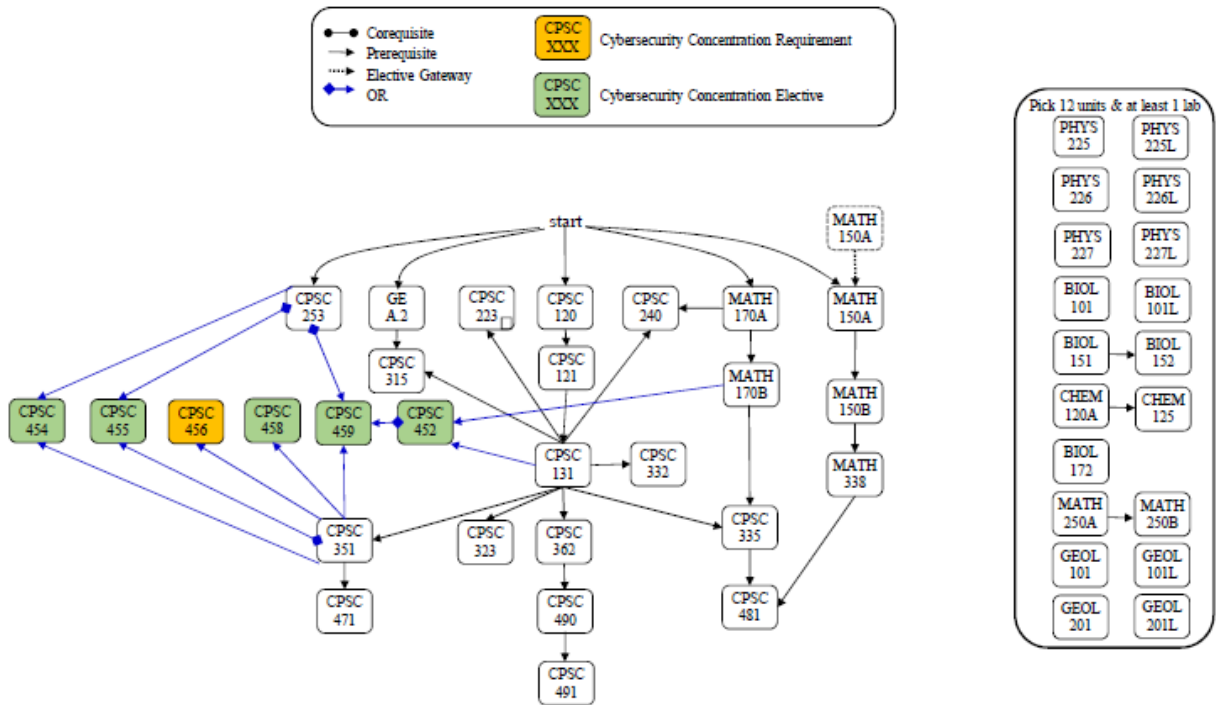 Corequisite
Prerequisite
Elective Gateway
OR
CPSC
XXX
Cybersecurity Concentration Requirement
CPSC
XXX
Cybersecurity Concentration Elective
Pick 12 units & at least 1 lab
PHYS
225
PHYS
225L
PHYS
226
PHYS
226L
PHYS
227
PHYS
227L
BIOL
101
BIOL
101L
BIOL
151
BIOL
152
CHEM
120A
CHEM
125
BIOL
172
MATH
250A
MATH
250B
GEOL
101
GEOL
101L
GEOL
201
GEOL
201L
start
MATH
150A
CPSC
253
GE
A.2
CPSC
223
CPSC
120
CPSC
240
MATH
170A
MATH
150A
CPSC
315
CPSC
121
MATH
170B
MATH
150B
CPSC
454
CPSC
455
CPSC
456
CPSC
458
CPSC
459
CPSC
452
CPSC
131
CPSC
332
MATH
338
CPSC
351
CPSC
323
CPSC
362
CPSC
335
CPSC
471
CPSC
490
CPSC
481
CPSC
491